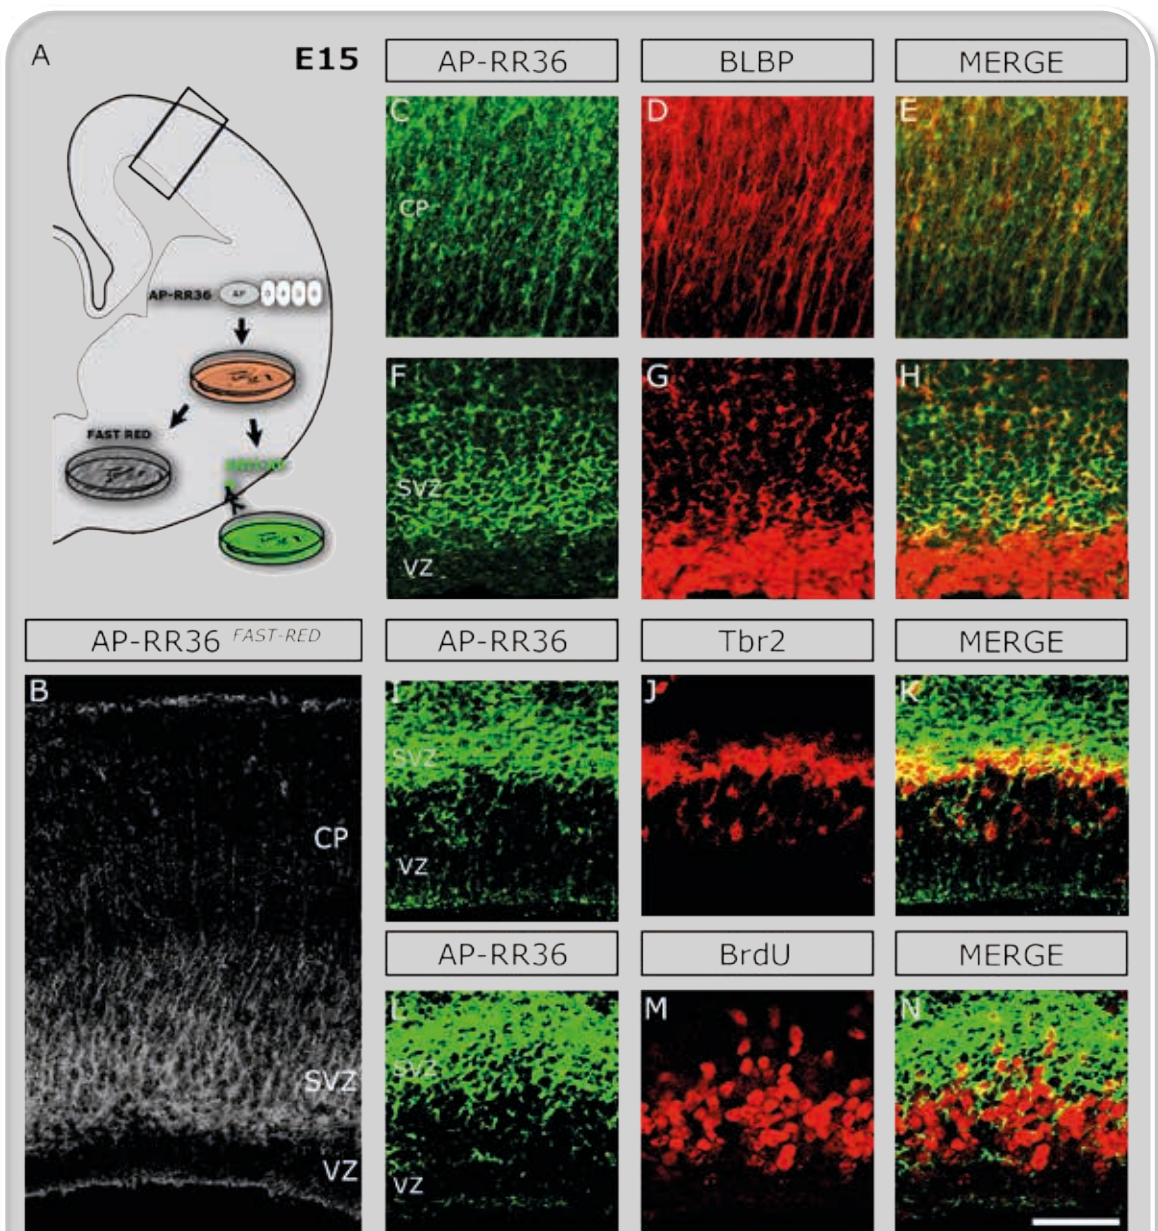 A
E15
AP-RR36
BLBP
MERGE
C
D
E
CP
AP-RR36
AP
FAST RED
F
G
H
SVZ
VZ
AP-RR36 FAST-RED
AP-RR36
Tbr2
MERGE
B
I
J
K
SVZ
VZ
CP
SVZ
VZ
AP-RR36
BrdU
MERGE
L
M
N
SVZ
VZ